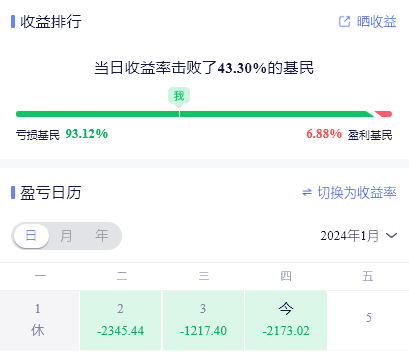 收益排行 晒收益
当日收益率击败了43.30%的基民
我
亏损基民 93.12% 6.88% 盈利基民
盈亏日历 切换为收益率
日 月 年 2024年1月
一 二 三 四 五
1 2 3 今 5
休 -2345.44 -1217.40 -2173.02